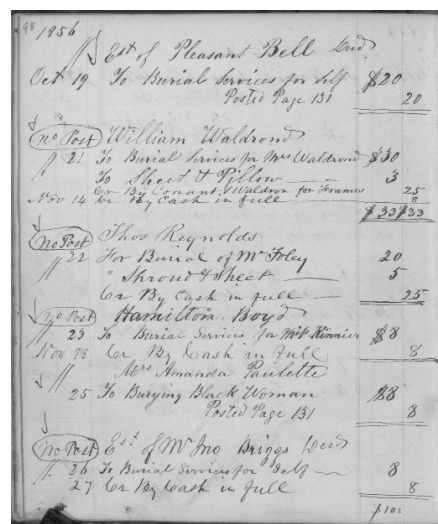 98 1856
Est of Pleasant Bell Decd
Oct 19 To Burial Services for Self $20
Posted Page 131 20
No Post William Waldrond
" 21 To Burial Services for Mrs Waldrond $30
To Sheet & Pillow 3
Cr By Conant & Waldron for Frames 25
Nov 14 Cr By Cash in full 8
$33 $33
No Post Thos Reynolds
" 22 For Burial of Mr Foley 20
" Shroud & Sheet 5
Cr By Cash in full 25
No Post Hamilton Boyd
" 23 To Burial Services for Kinnier $8
Nov 28 Cr By Cash in full 8
Mrs Amanda Paulette
" 25 To Burying Black Woman $8
Posted Page 131 8
No Post Est of Mr Jno Briggs Decd
" 26 To Burial Services for Self 8
27 Cr By Cash in full 8